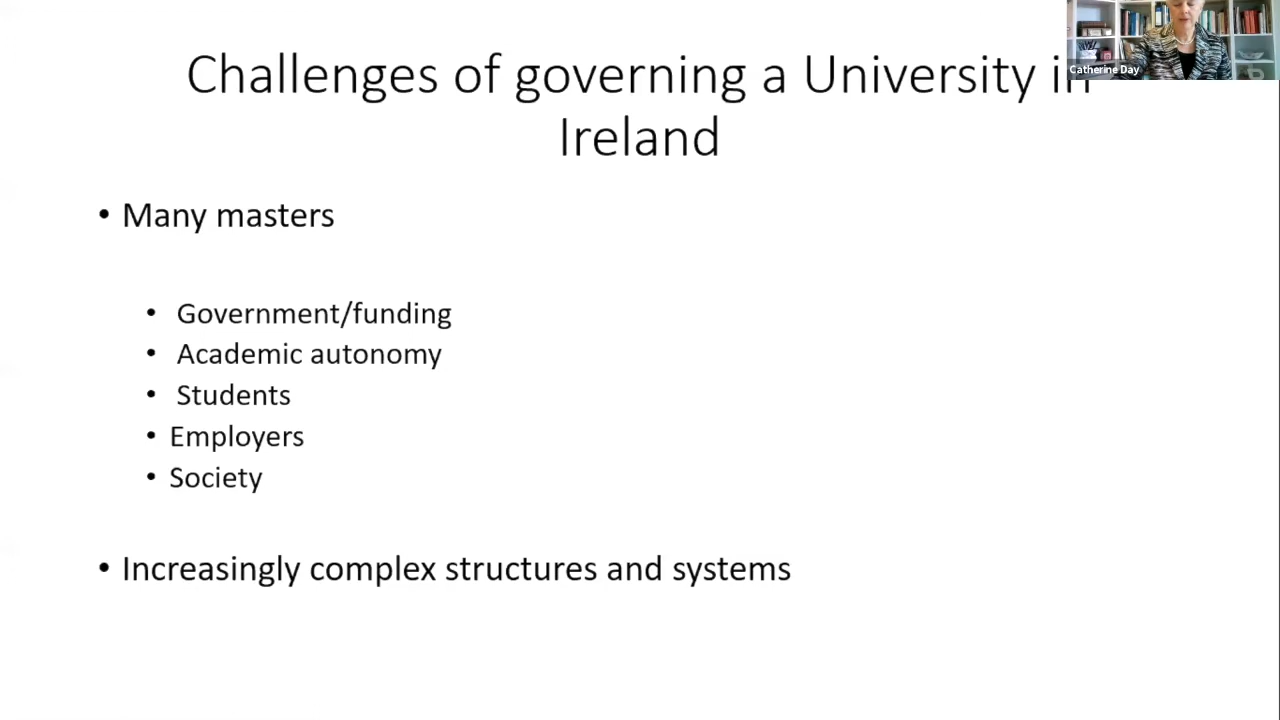 Challenges of governing a University in
Ireland
Catherine Day
• Many masters
• Government/funding
• Academic autonomy
• Students
• Employers
• Society
• Increasingly complex structures and systems